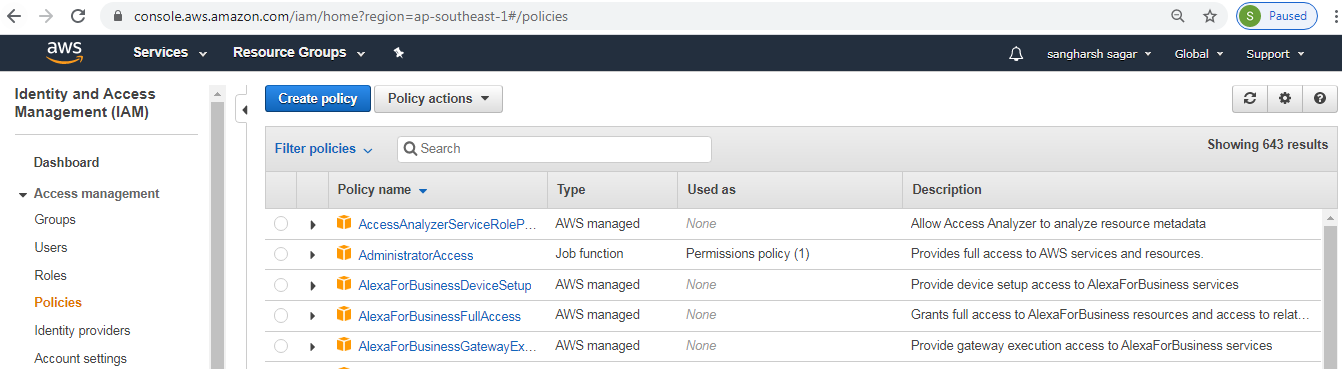 console.aws.amazon.com/iam/home?region=ap-southeast-1#/policies
S Paused
aws Services Resource Groups sangharsh sagar Global Support
Identity and Access
Management (IAM)
Dashboard
Access management
Groups
Users
Roles
Policies
Identity providers
Account settings
Create policy Policy actions
Filter policies Search Showing 643 results
Policy name Type Used as Description
AccessAnalyzerServiceRoleP... AWS managed None Allow Access Analyzer to analyze resource metadata
AdministratorAccess Job function Permissions policy (1) Provides full access to AWS services and resources.
AlexaForBusinessDeviceSetup AWS managed None Provide device setup access to AlexaForBusiness services
AlexaForBusinessFullAccess AWS managed None Grants full access to AlexaForBusiness resources and access to relat...
AlexaForBusinessGatewayEx... AWS managed None Provide gateway execution access to AlexaForBusiness services